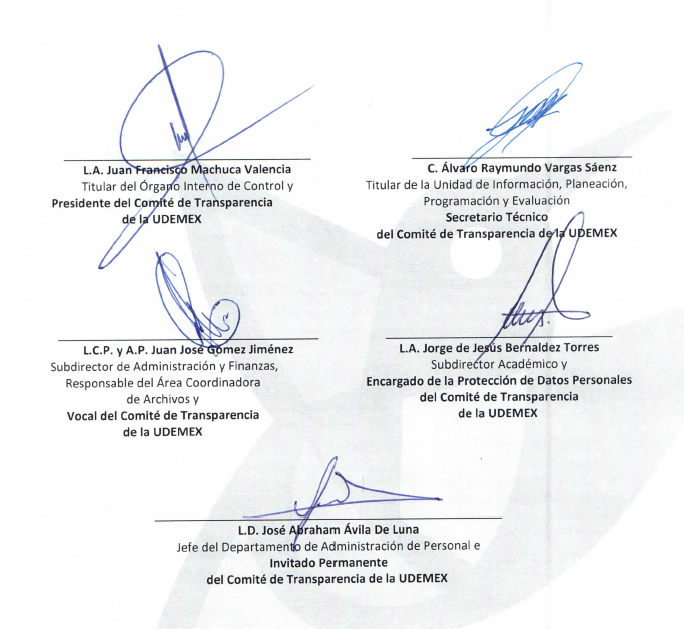 L.A. Juan Francisco Machuca Valencia
Titular del Órgano Interno de Control y
Presidente del Comité de Transparencia
de la UDEMEX
C. Álvaro Raymundo Vargas Sáenz
Titular de la Unidad de Información, Planeación,
Programación y Evaluación
Secretario Técnico
del Comité de Transparencia de la UDEMEX
L.C.P. y A.P. Juan José Gómez Jiménez
Subdirector de Administración y Finanzas,
Responsable del Área Coordinadora
de Archivos y
Vocal del Comité de Transparencia
de la UDEMEX
L.A. Jorge de Jesús Bernaldez Torres
Subdirector Académico y
Encargado de la Protección de Datos Personales
del Comité de Transparencia
de la UDEMEX
L.D. José Abraham Ávila De Luna
Jefe del Departamento de Administración de Personal e
Invitado Permanente
del Comité de Transparencia de la UDEMEX